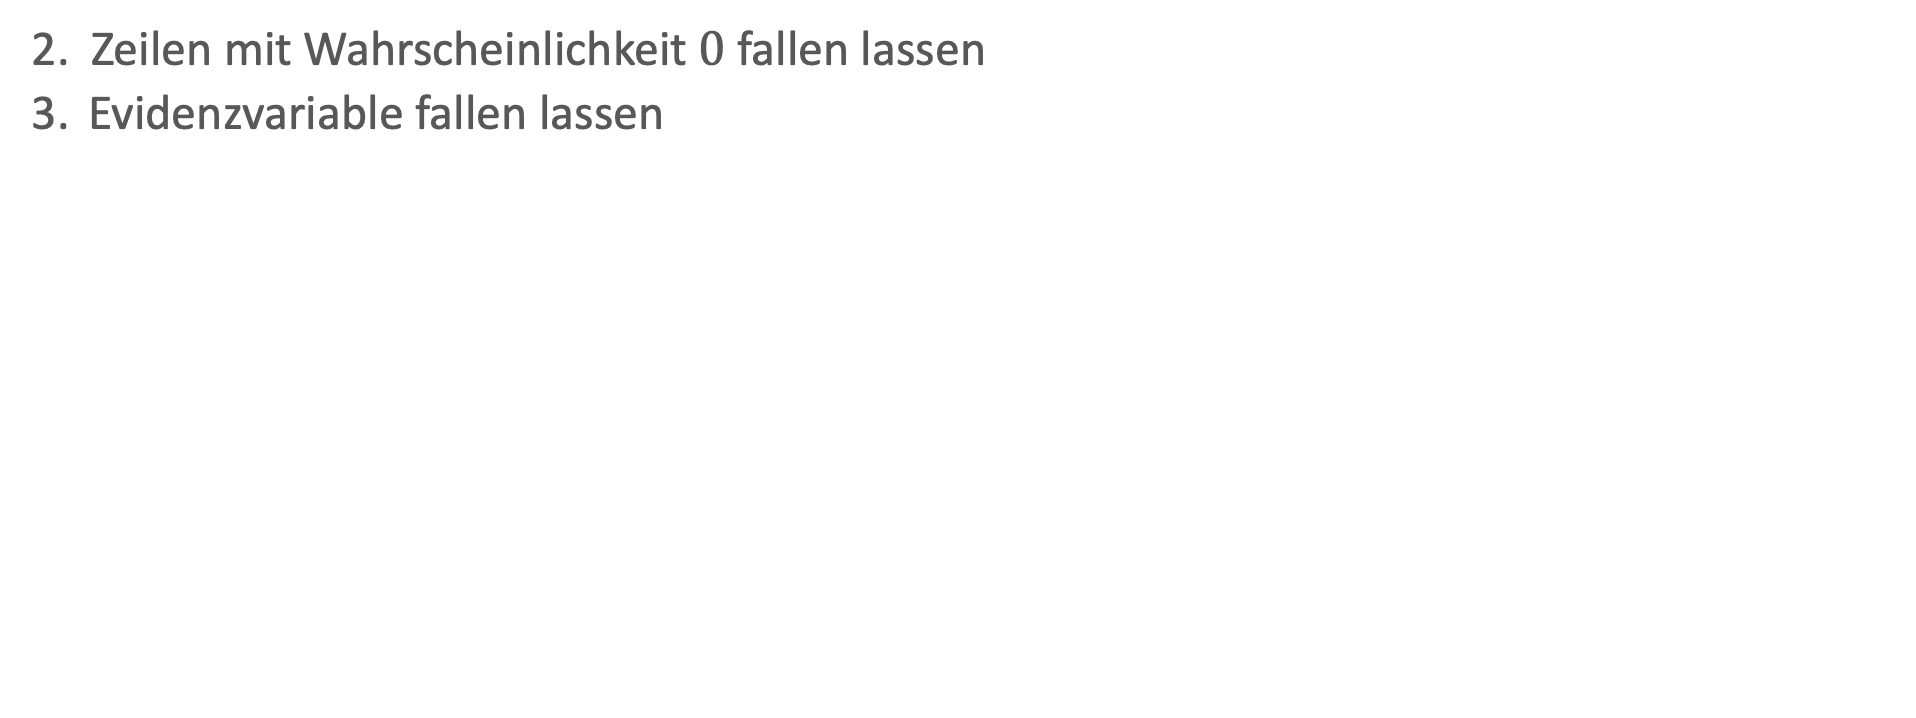 2. Zeilen mit Wahrscheinlichkeit 0 fallen lassen
3. Evidenzvariable fallen lassen